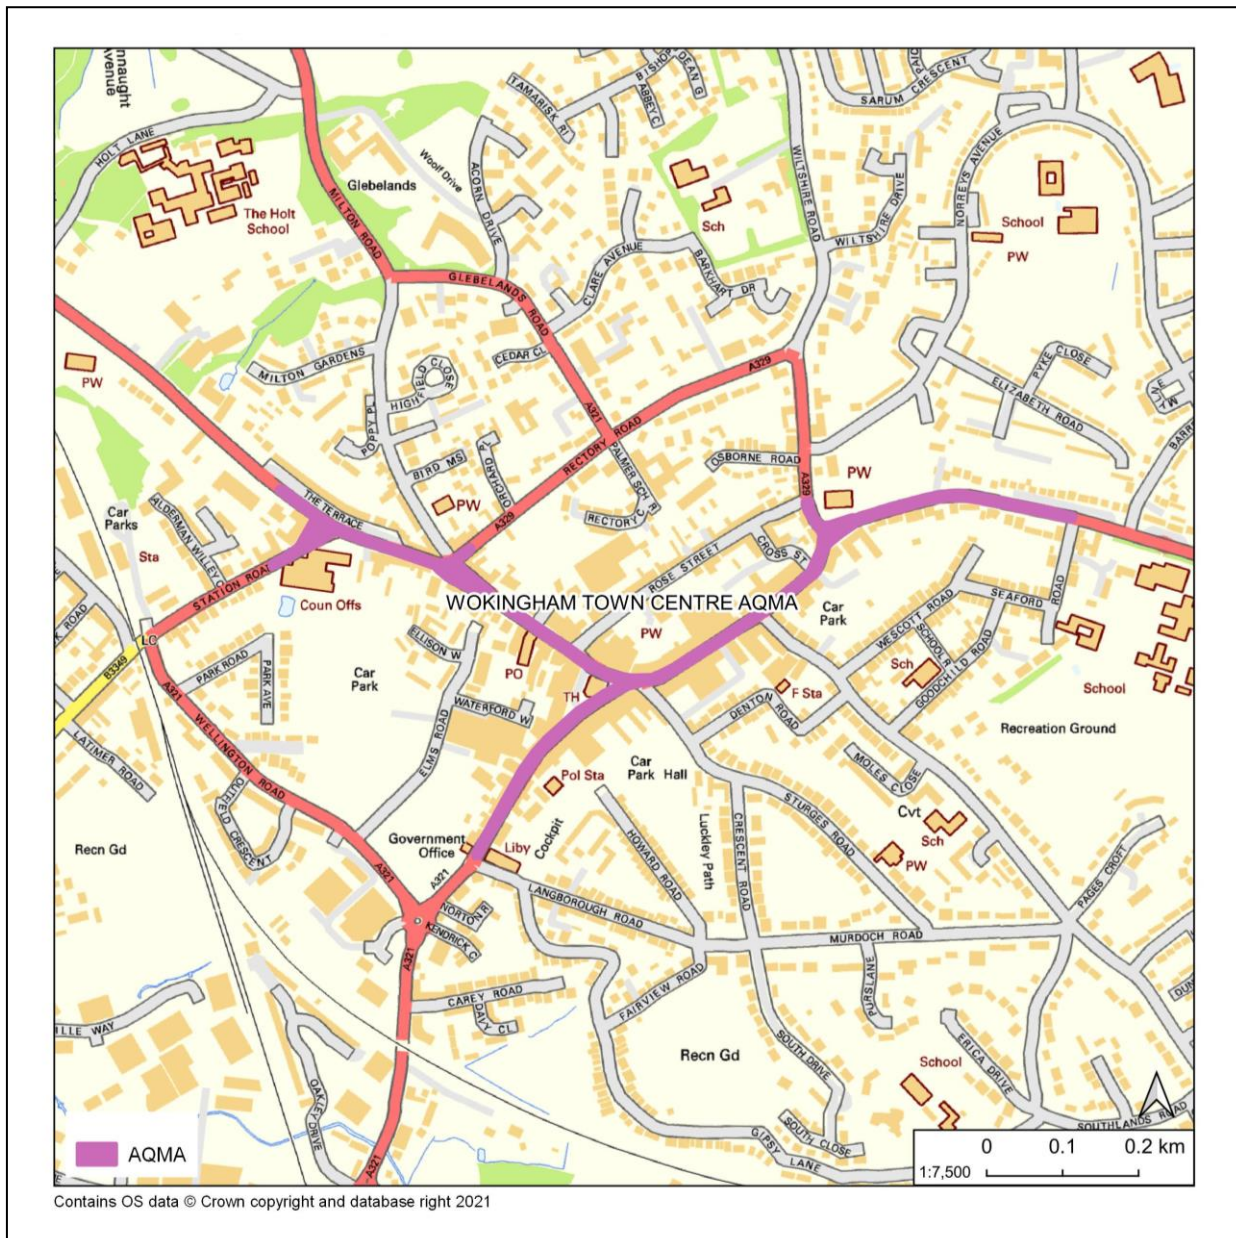 nnaught
Avenue
HOLT LANE
The Holt
School
MILTON ROAD
Glebelands
Woolf Drive
ACORN DRIVE
TAMARISK RI
BISHOP
DEAN G
ABBEY C
SARUM CRESCENT
WILTSHIRE ROAD
WILTSHIRE DRIVE
NORREYS AVENUE
School
PW
Sch
CLARE AVENUE
BARKHART DR
GLEBELANDS ROAD
CEDAR CL
MILTON GARDENS
HIGHFIELD CLOSE
POPPY PL
BIRD MS
PW
A329
A321
RECTORY ROAD
A329
PALMER SCH R
RECTORY C
OSBORNE ROAD
A329
PW
PYKE CLOSE
ELIZABETH ROAD
PW
THE TERRACE
Car
Parks
Sta
ALDERMAN WILLEY C
STATION ROAD
Coun Offs
LC
B3349
ROSE STREET
CROSS ST
WOKINGHAM TOWN CENTRE AQMA
Car
Park
PW
PO
TH
ELLISON W
WATERFORD W
Car
Park
PARK ROAD
PARK AVE
ELMS ROAD
A321
WELLINGTON ROAD
LATIMER ROAD
OUTFIELD CRESCENT
A321
Recn Gd
WESCOTT ROAD
SEAFORD
ROAD
SCHOOL R
Sch
GOODCHILD ROAD
School
Recreation Ground
F Sta
DENTON ROAD
MOLES CLOSE
Cvt
Sch
PW
Car
Park Hall
Pol Sta
Cockpit
Government
Office
Liby
A321
STURGES ROAD
CRESCENT ROAD
Luckley Path
HOWARD ROAD
LANGBOROUGH ROAD
MURDOCH ROAD
PAGES CROFT
NORTON R
KENDRICK C
A321
CAREY ROAD
DAVY CL
FAIRVIEW ROAD
PURSLANE
Recn Gd
SOUTH DRIVE
SOUTH CLOSE
GIPSY LANE
School
ERICA DRIVE
SOUTHLANDS ROAD
ILLE WAY
OAKLEY DRIVE
A321
AQMA
0 0.1 0.2 km
1:7,500
Contains OS data © Crown copyright and database right 2021